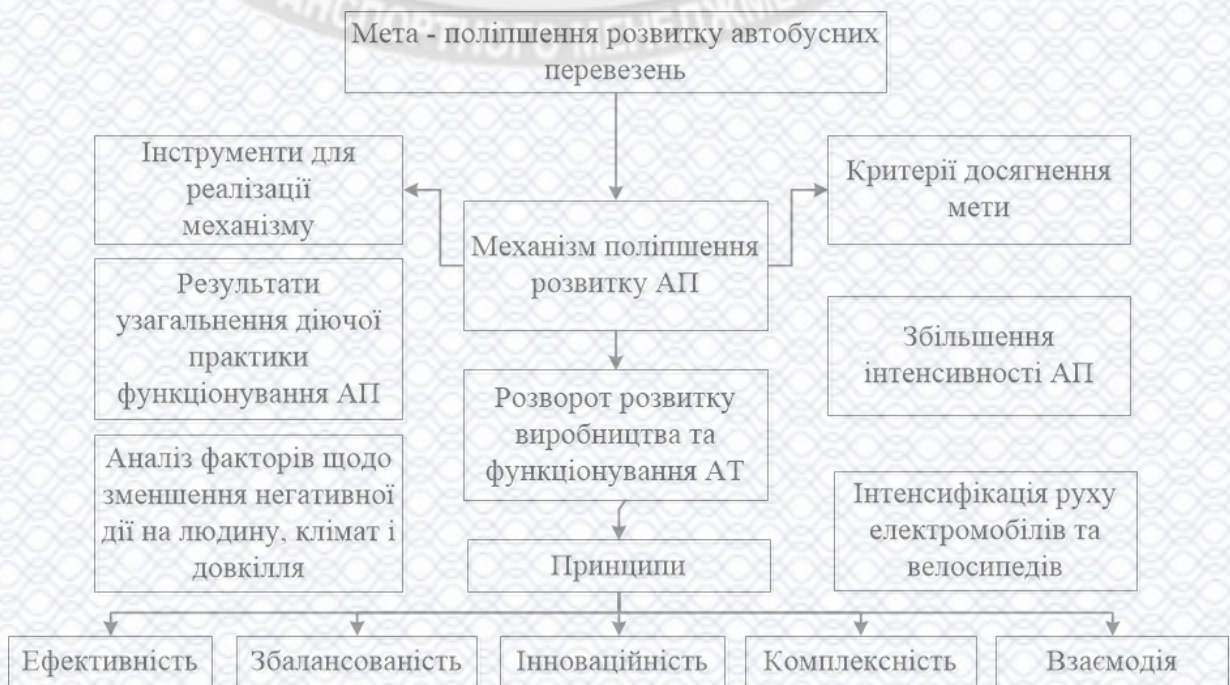 АНСПОРТНОГО МЕНЕДЖМЕ
Мета - поліпшення розвитку автобусних
перевезень
Інструменти для
реалізації
механізму
Критерії досягнення
мети
Механізм поліпшення
розвитку АП
Результати
узагальнення діючої
практики
функціонування АП
Збільшення
інтенсивності АП
Розворот розвитку
виробництва та
функціонування АТ
Аналіз факторів щодо
зменшення негативної
дії на людину, клімат і
довкілля
Інтенсифікація руху
електромобілів та
велосипедів
Принципи
Ефективність
Збалансованість
Інноваційність
Комплексність
Взаємодія